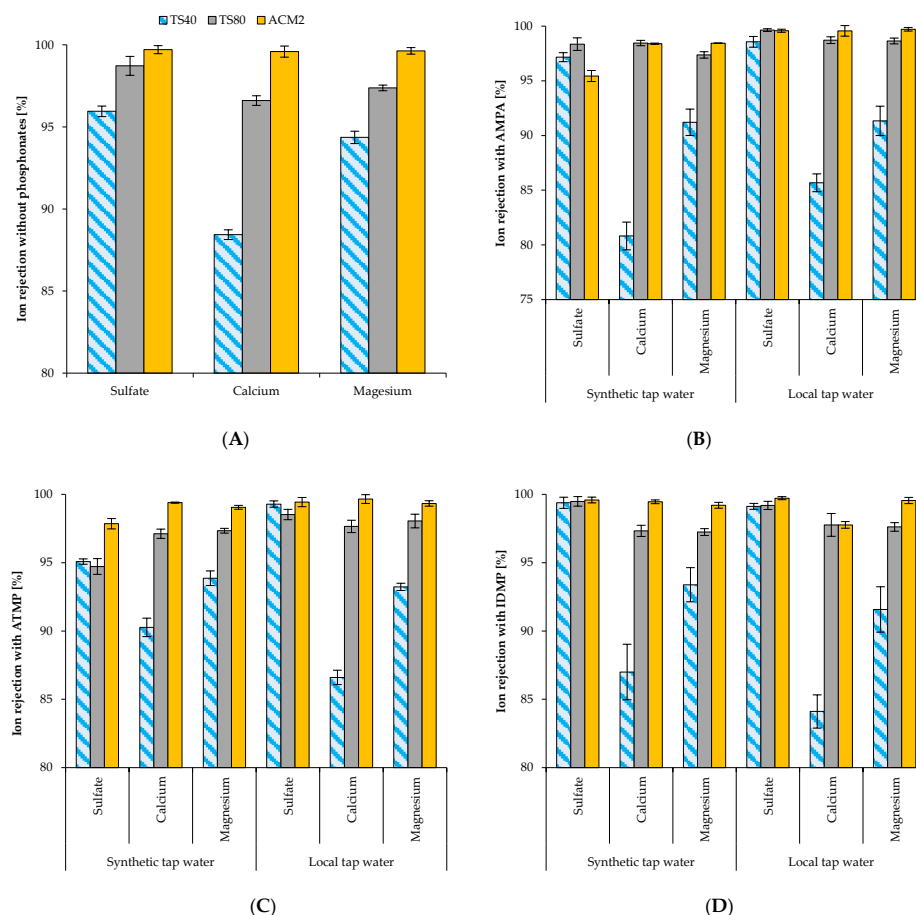 TS40 TS80 ACM2
Ion rejection without phosphonates [%]
100
95
90
85
80
Sulfate Calcium Magesium
(A)
Ion rejection with AMPA [%]
100
95
90
85
80
75
Sulfate Calcium Magnesium Sulfate Calcium Magnesium
Synthetic tap water Local tap water
(B)
Ion rejection with ATMP [%]
100
95
90
85
80
Sulfate Calcium Magnesium Sulfate Calcium Magnesium
Synthetic tap water Local tap water
(C)
Ion rejection with IDMP [%]
100
95
90
85
80
Sulfate Calcium Magnesium Sulfate Calcium Magnesium
Synthetic tap water Local tap water
(D)